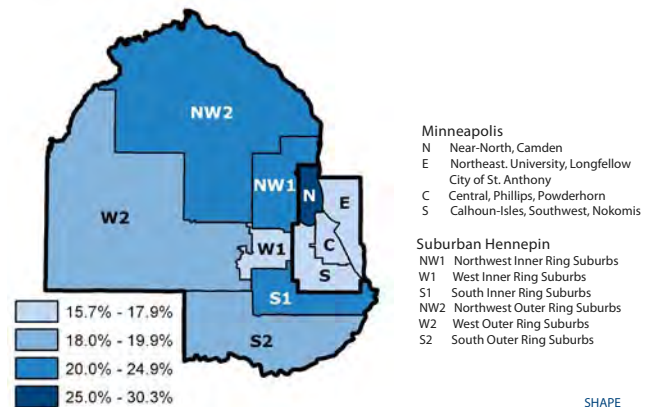 NW2
NW1
N
E
W2
W1
C
S
S1
S2
15.7% - 17.9%
18.0% - 19.9%
20.0% - 24.9%
25.0% - 30.3%
Minneapolis
N Near-North, Camden
E Northeast. University, Longfellow
City of St. Anthony
C Central, Phillips, Powderhorn
S Calhoun-Isles, Southwest, Nokomis
Suburban Hennepin
NW1 Northwest Inner Ring Suburbs
W1 West Inner Ring Suburbs
S1 South Inner Ring Suburbs
NW2 Northwest Outer Ring Suburbs
W2 West Outer Ring Suburbs
S2 South Outer Ring Suburbs
SHAPE